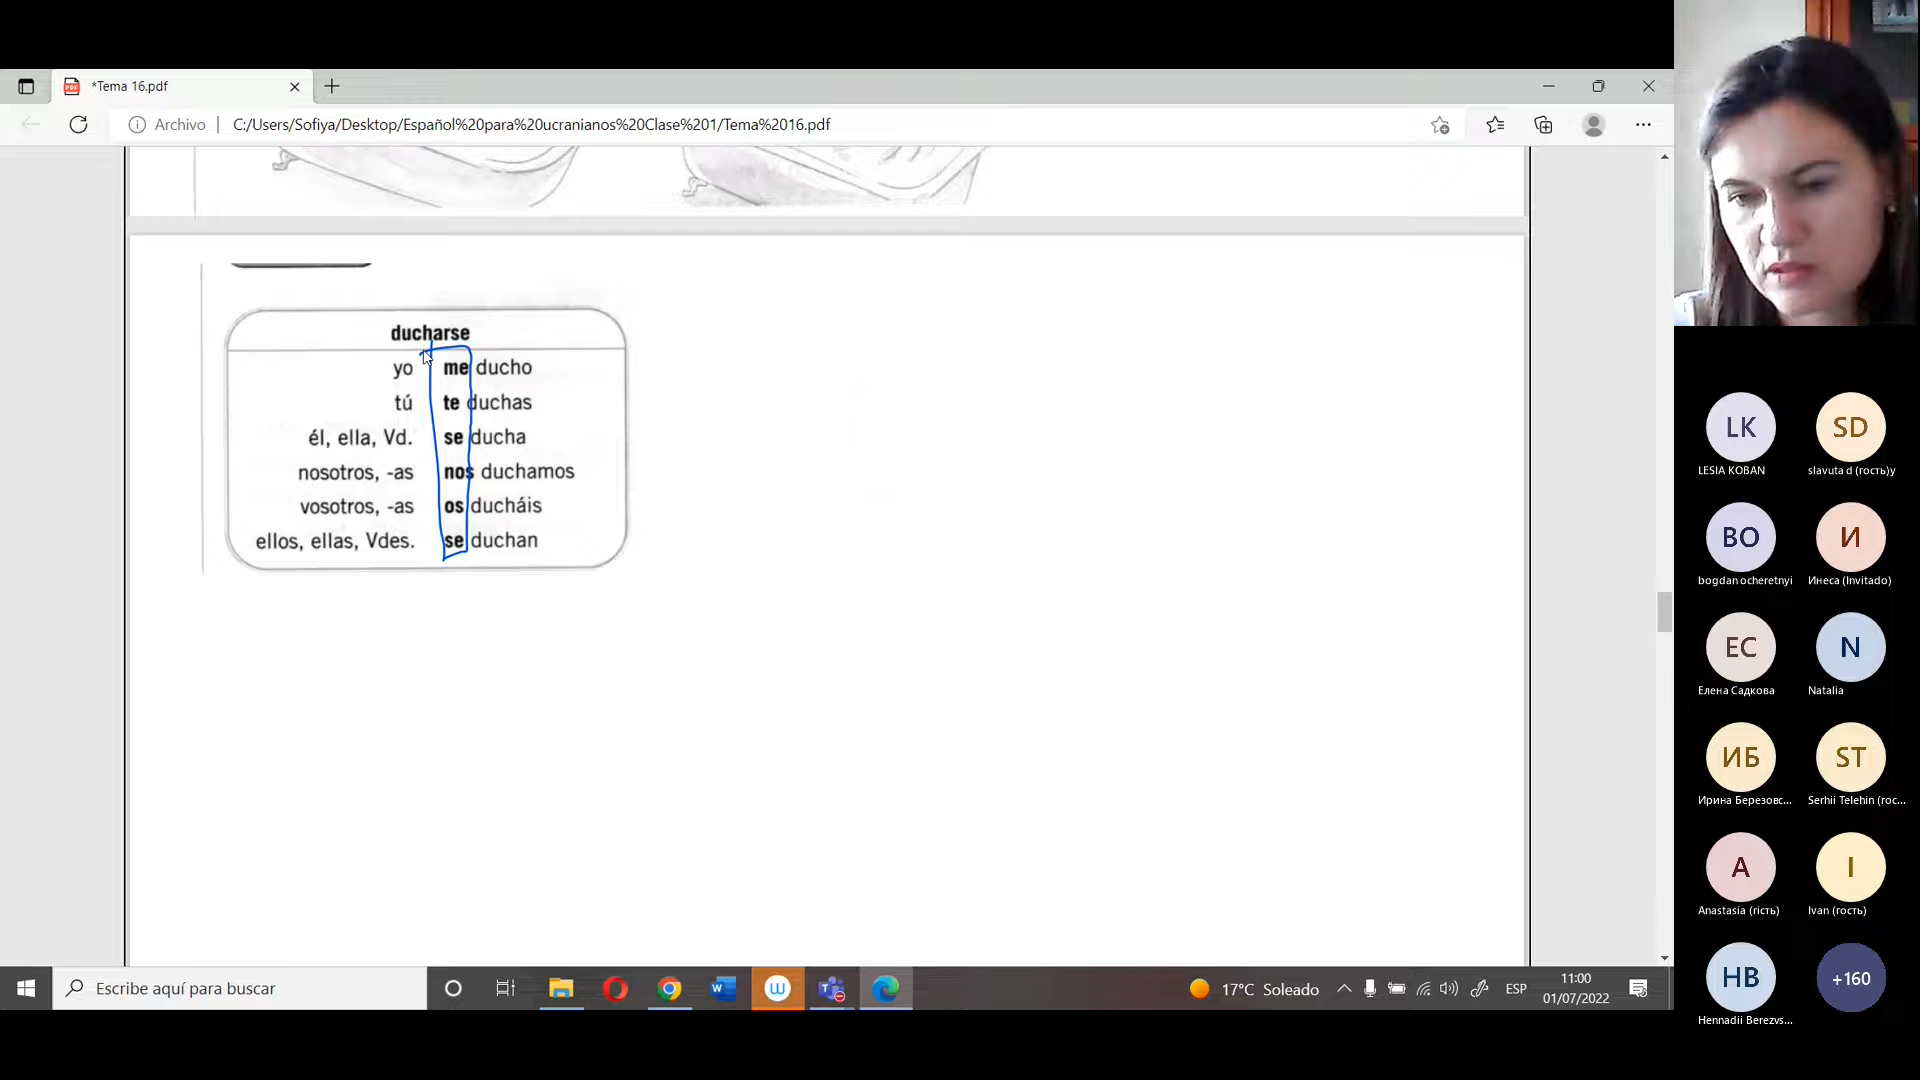 *Tema 16.pdf
Archivo
C:/Users/Sofiya/Desktop/Español%20para%20ucranianos%20Clase%201/Tema%2016.pdf
ducharse
yo me ducho
tú te duchas
él, ella, Vd. se ducha
nosotros, -as nos duchamos
vosotros, -as os ducháis
ellos, ellas, Vdes. se duchan
LK
LESIA KOBAN
SD
slavuta d (гость)y
BO
bogdan ocheretnyi
И
Инеса (Invitado)
EC
Елена Садкова
N
Natalia
ИБ
Ирина Березовс...
ST
Serhii Telehin (гос...
A
Anastasia (гість)
I
Ivan (гость)
HB
Hennadii Berezvs...
+160
Escribe aquí para buscar
17°C Soleado
ESP
11:00
01/07/2022